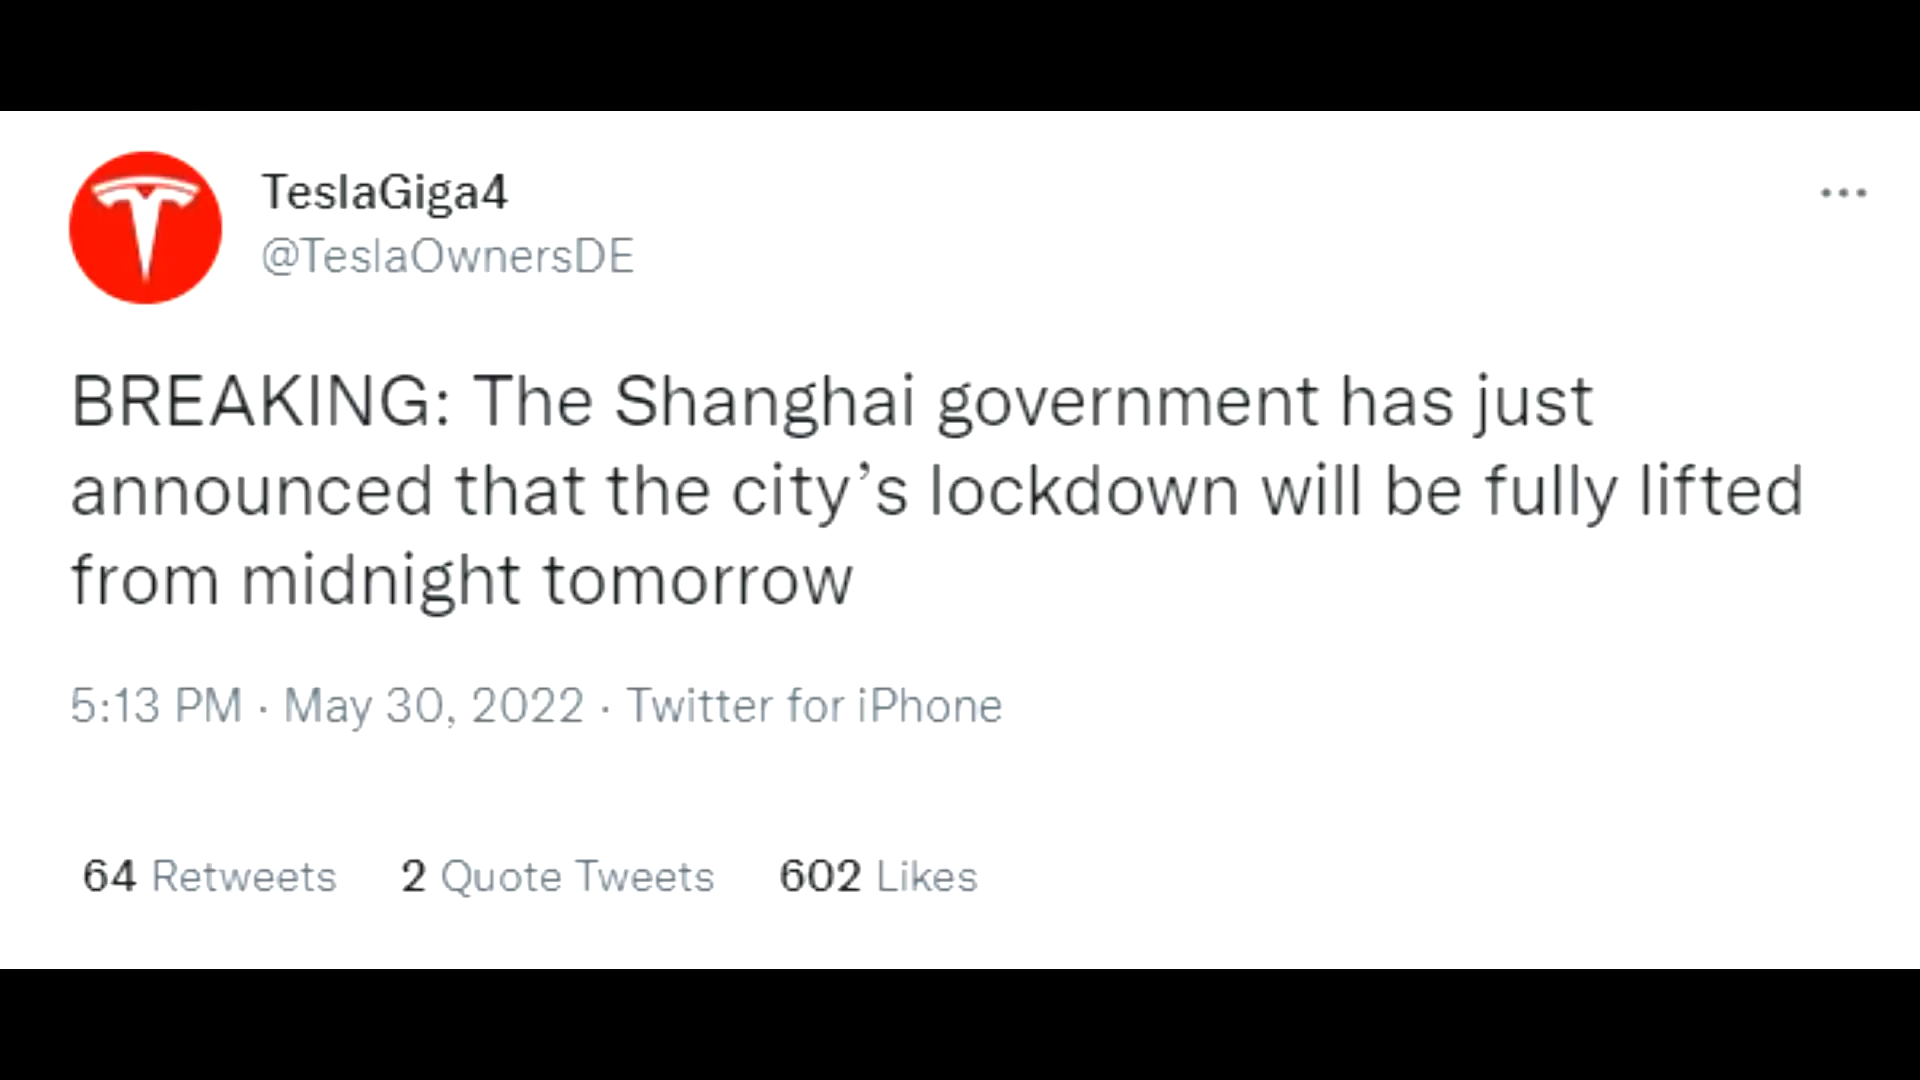 TeslaGiga4
@TeslaOwnersDE
BREAKING: The Shanghai government has just
announced that the city’s lockdown will be fully lifted
from midnight tomorrow
5:13 PM · May 30, 2022 · Twitter for iPhone
64 Retweets 2 Quote Tweets 602 Likes